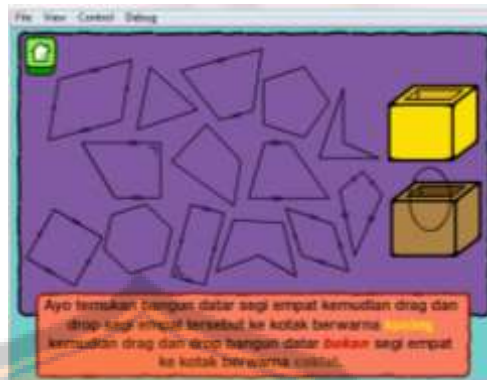 File View Control Debug
Ayo temukan bangun datar segi empat kemudian drag dan
drop segi empat tersebut ke kotak berwarna kuning
kemudian drag dan drop bangun datar bukan segi empat
ke kotak berwarna coklat.